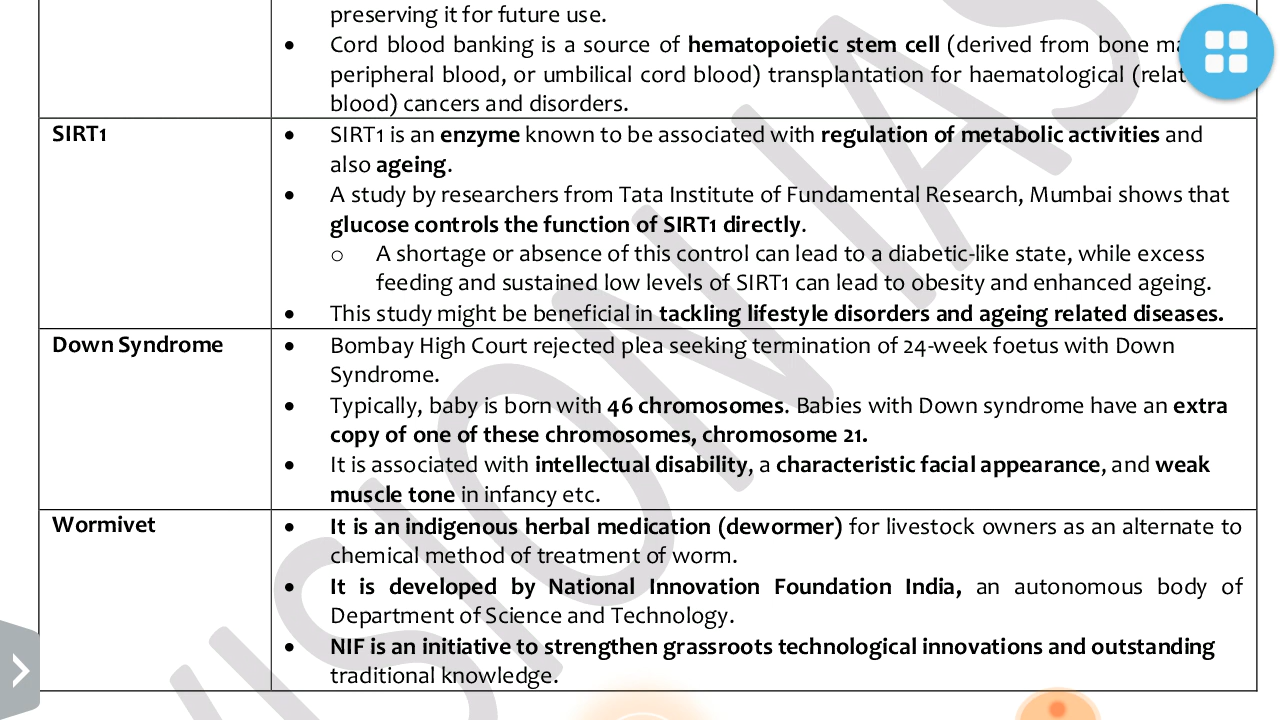 preserving it for future use.
● Cord blood banking is a source of hematopoietic stem cell (derived from bone
peripheral blood, or umbilical cord blood) transplantation for haematological
blood) cancers and disorders.
SIRT1
● SIRT1 is an enzyme known to be associated with regulation of metabolic activities and
also ageing.
● A study by researchers from Tata Institute of Fundamental Research, Mumbai shows that
glucose controls the function of SIRT1 directly.
o A shortage or absence of this control can lead to a diabetic-like state, while excess
feeding and sustained low levels of SIRT1 can lead to obesity and enhanced ageing.
● This study might be beneficial in tackling lifestyle disorders and ageing related diseases.
Down Syndrome
● Bombay High Court rejected plea seeking termination of 24-week foetus with Down
Syndrome.
● Typically, baby is born with 46 chromosomes. Babies with Down syndrome have an extra
copy of one of these chromosomes, chromosome 21.
● It is associated with intellectual disability, a characteristic facial appearance, and weak
muscle tone in infancy etc.
Wormivet
● It is an indigenous herbal medication (dewormer) for livestock owners as an alternate to
chemical method of treatment of worm.
● It is developed by National Innovation Foundation India, an autonomous body of
Department of Science and Technology.
● NIF is an initiative to strengthen grassroots technological innovations and outstanding
traditional knowledge.
VISION IAS